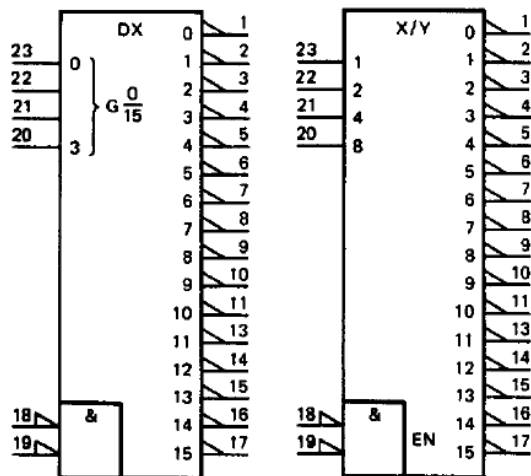 DX
0 1
23 0 1 2
22 2 3
G 0/15
21 3 4
20 3 4 5
5 6
6 7
7 8
8 9
9 10
10 11
11 13
12 14
13 15
18 & 14 16
19 15 17
X/Y
0 1
23 1 1 2
22 2 2 3
21 4 3 4
20 8 4 5
5 6
6 7
7 8
8 9
9 10
10 11
11 13
12 14
13 15
18 & 14 16
19 EN 15 17